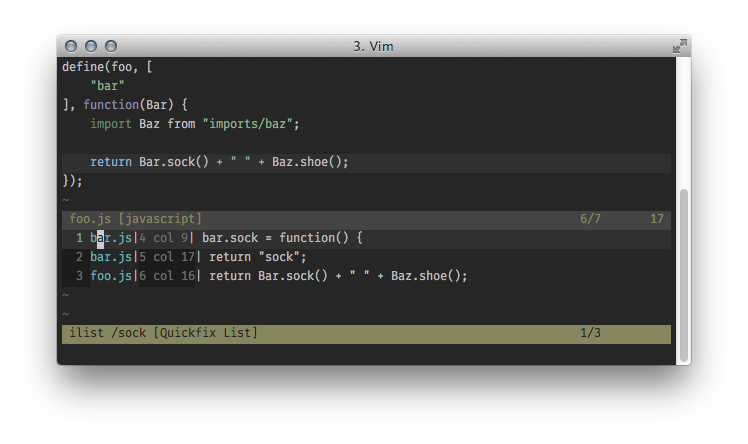 3. Vim
define(foo, [
    "bar"
], function(Bar) {
    import Baz from "imports/baz";

    return Bar.sock() + " " + Baz.shoe();
});
~
foo.js [javascript] 6/7 17
1 bar.js|4 col 9| bar.sock = function() {
2 bar.js|5 col 17| return "sock";
3 foo.js|6 col 16| return Bar.sock() + " " + Baz.shoe();
~
~
ilist /sock [Quickfix List] 1/3